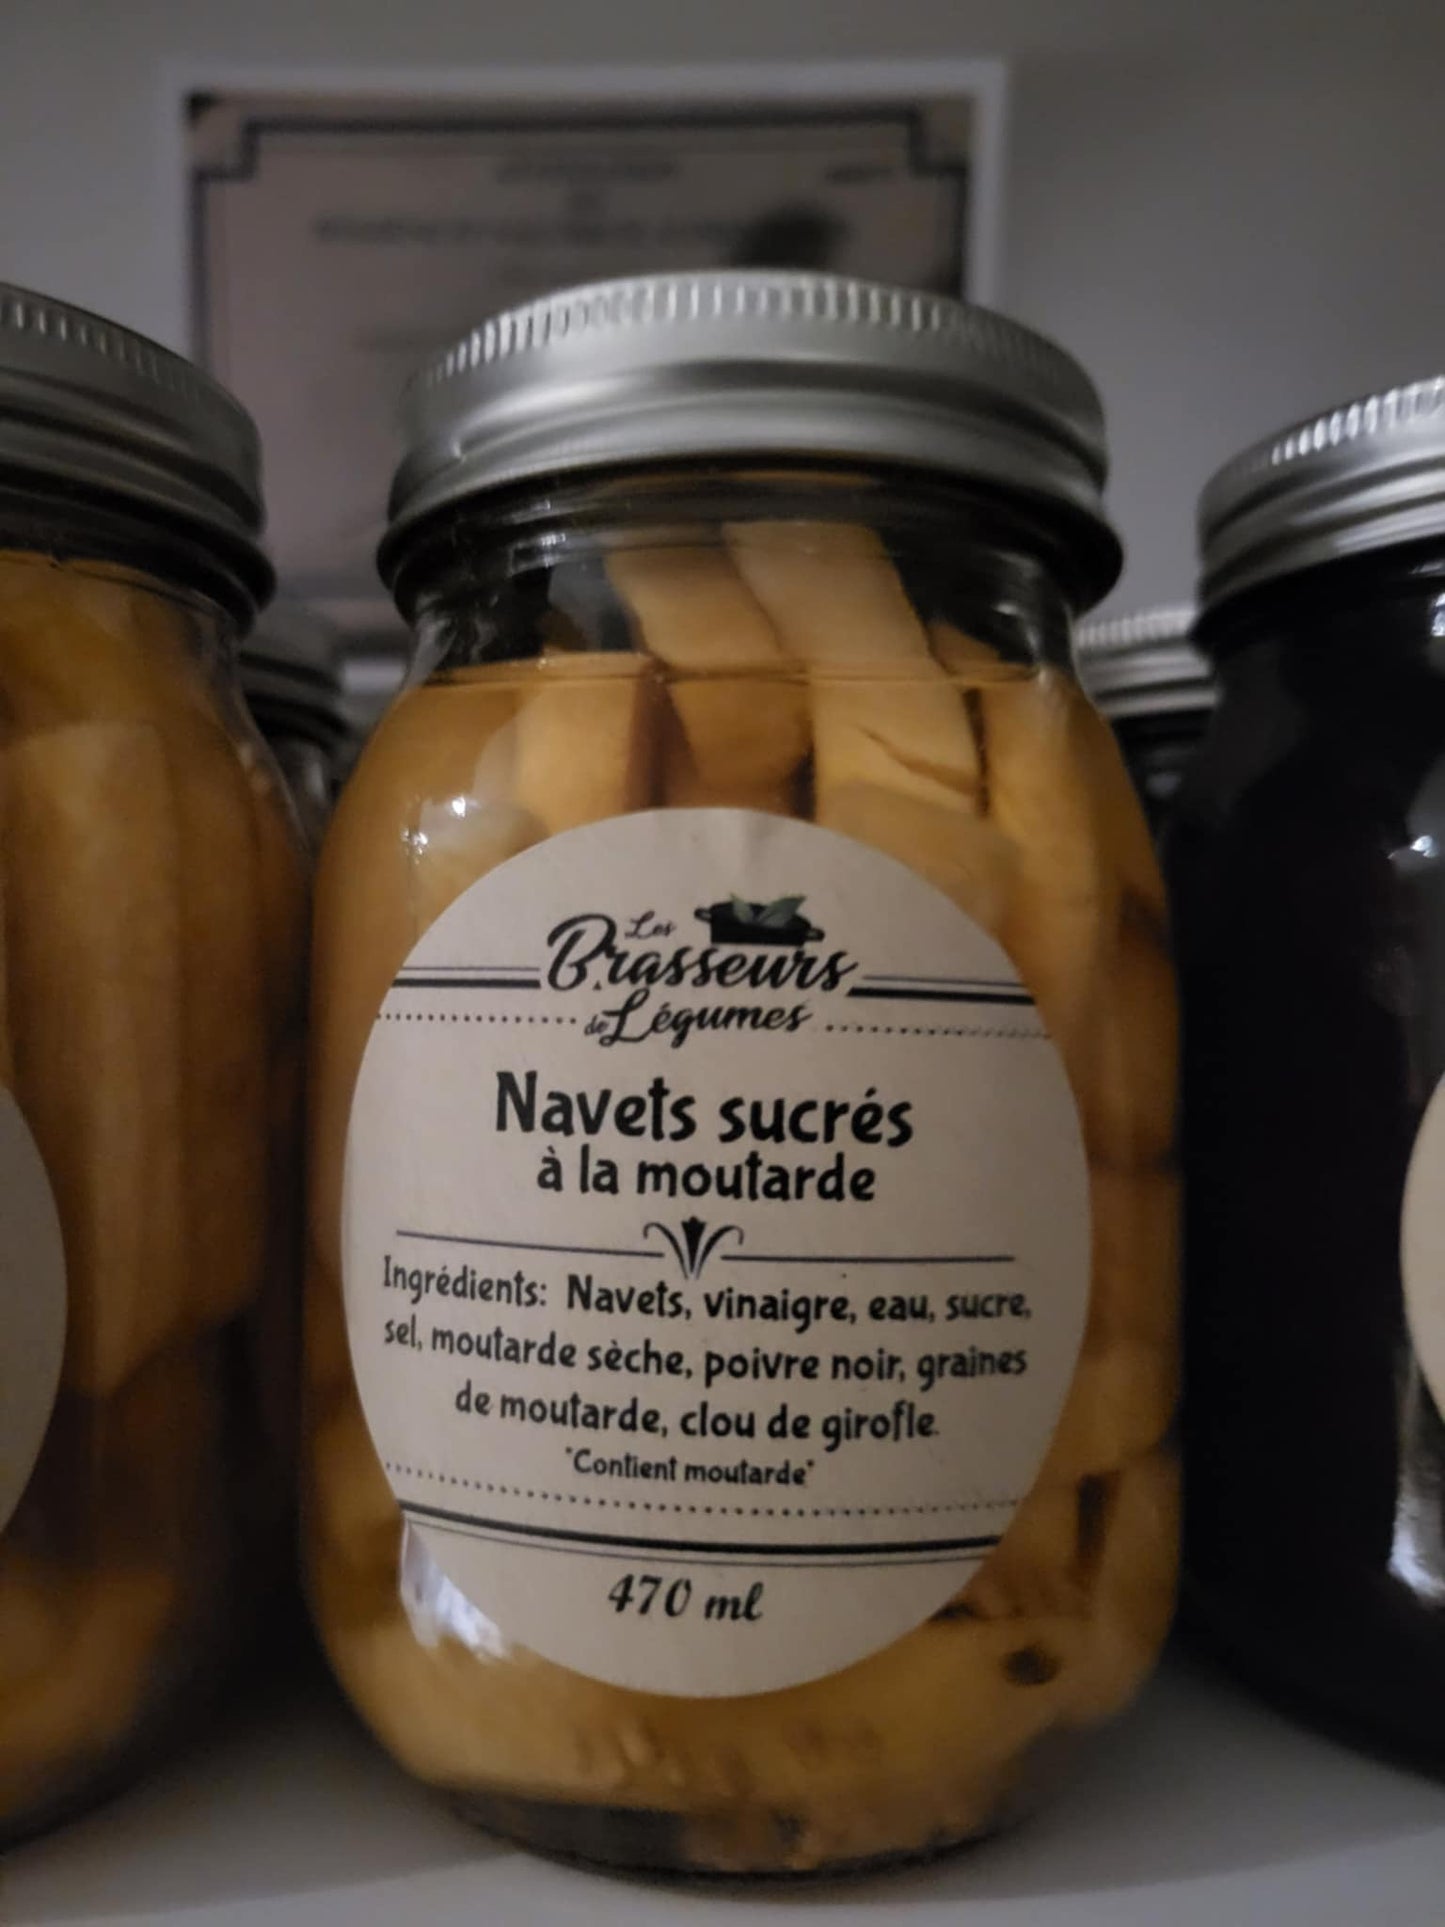 Les
Brasseurs
de Légumes
Navets sucrés
à la moutarde
Ingrédients: Navets, vinaigre, eau, sucre,
sel, moutarde sèche, poivre noir, graines
de moutarde, clou de girofle.
*Contient moutarde*
470 ml